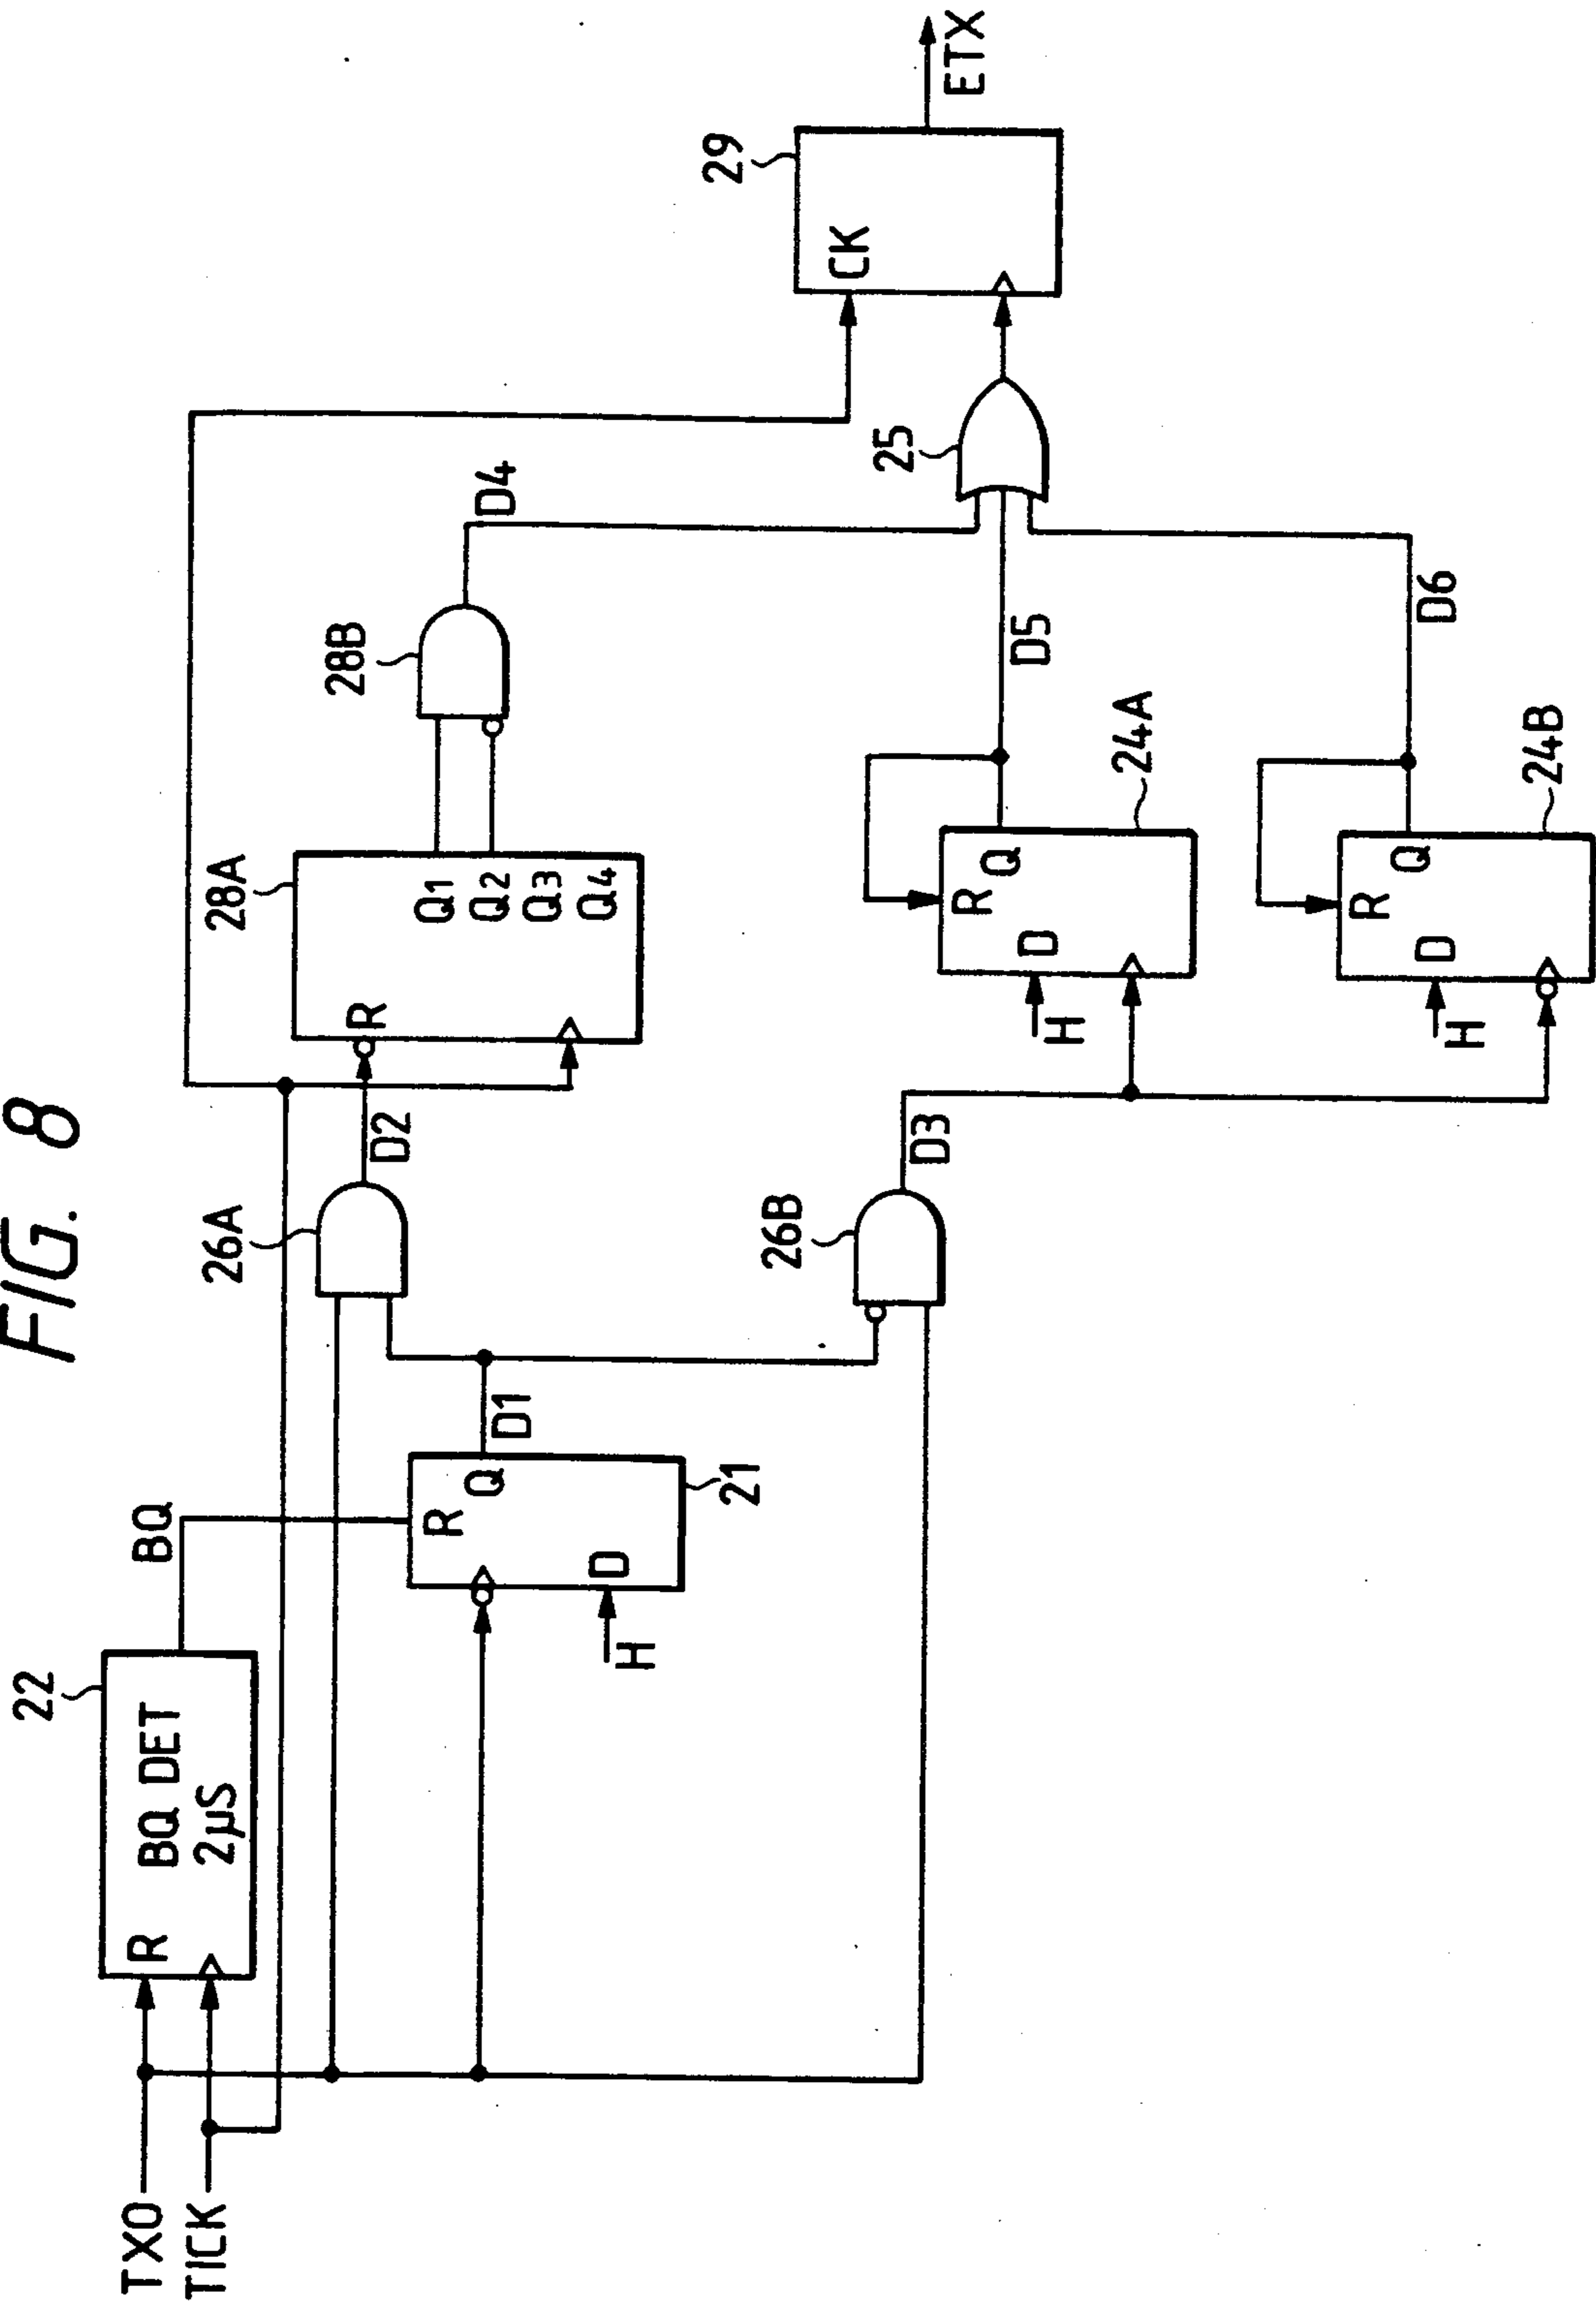 FIG. 8
TXO
TICK
22
R
BQ DET
2µS
BQ
H
D
R
Q
21
D1
26A
D2
26B
D3
28A
R
Q1
Q2
Q3
Q4
28B
D4
H
D
R
Q
24A
D5
H
D
R
Q
24B
D6
25
29
CK
ETX